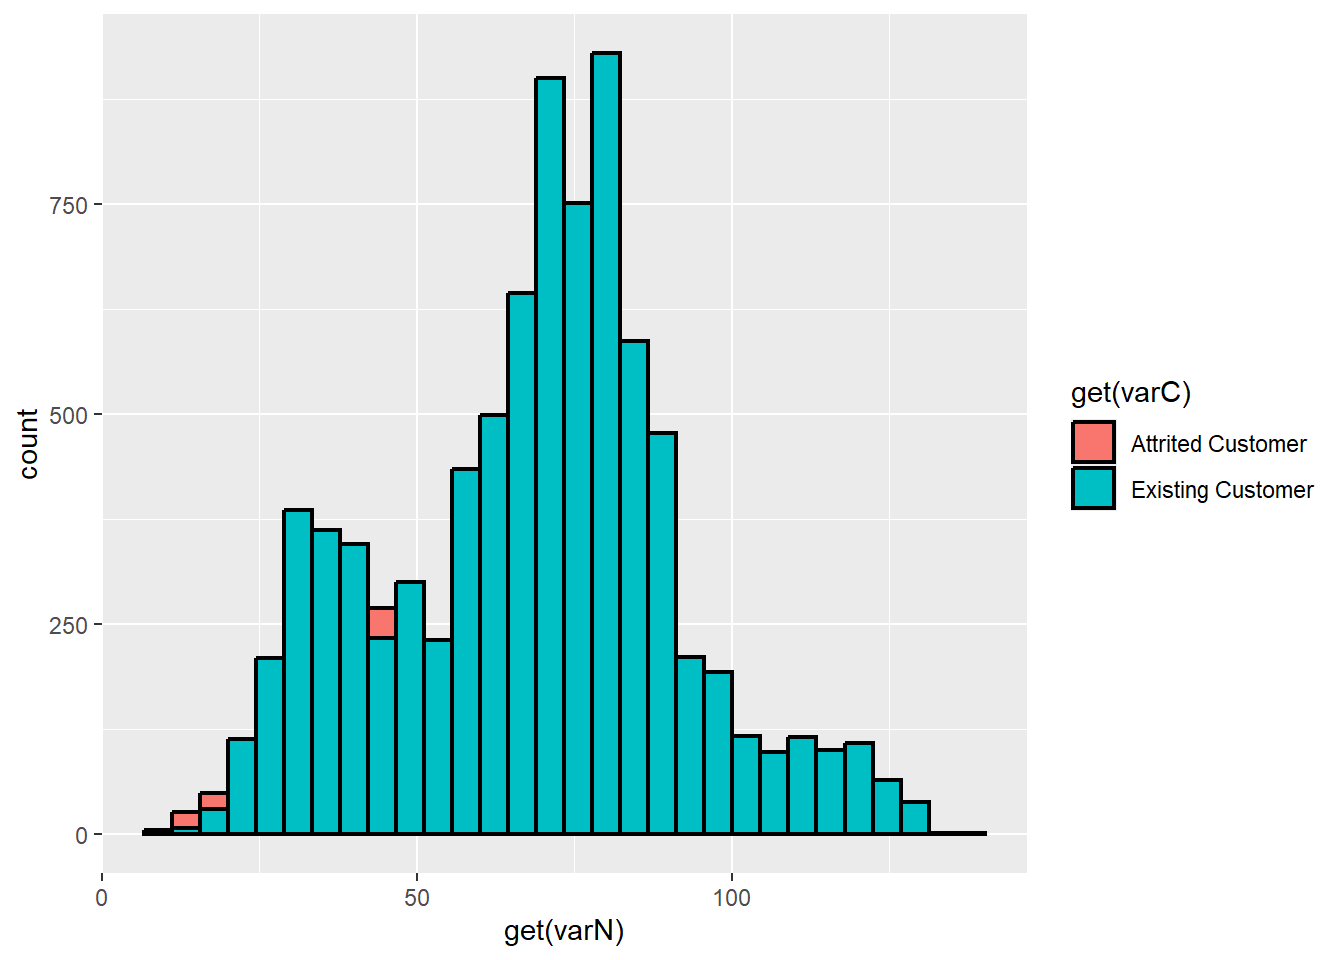 750
500
250
0
count
0
50
100
get(varN)
get(varC)
Attrited Customer
Existing Customer